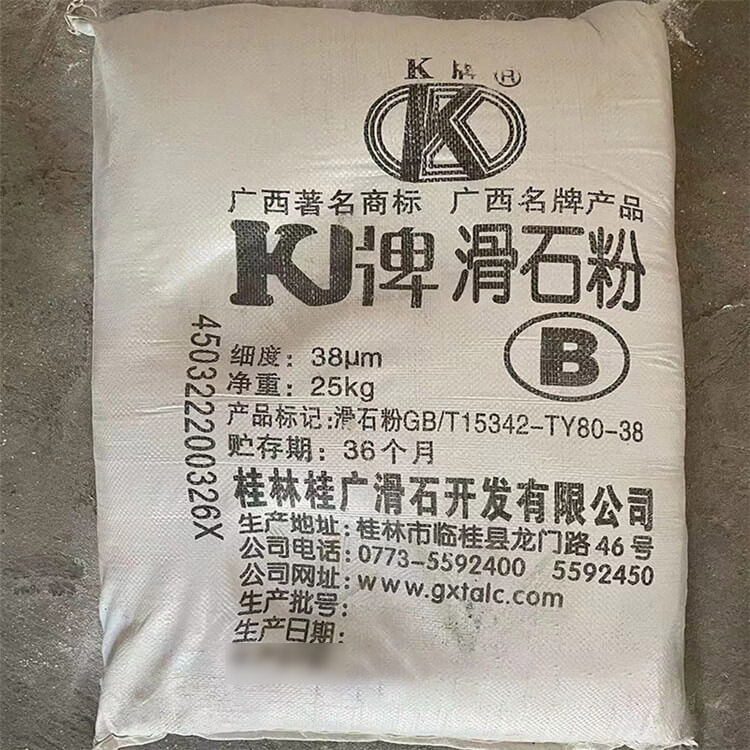 K牌®
K
广西著名商标 广西名牌产品
K牌滑石粉
B
细度：38μm
净重：25kg
产品标记：滑石粉GB/T15342-TY80-38
贮存期：36个月
桂林桂广滑石开发有限公司
生产地址：桂林市临桂县龙门路46号
公司电话：0773-5592400 5592450
公司网址：www.gxtalc.com
生产批号：
生产日期：
4503222200326X